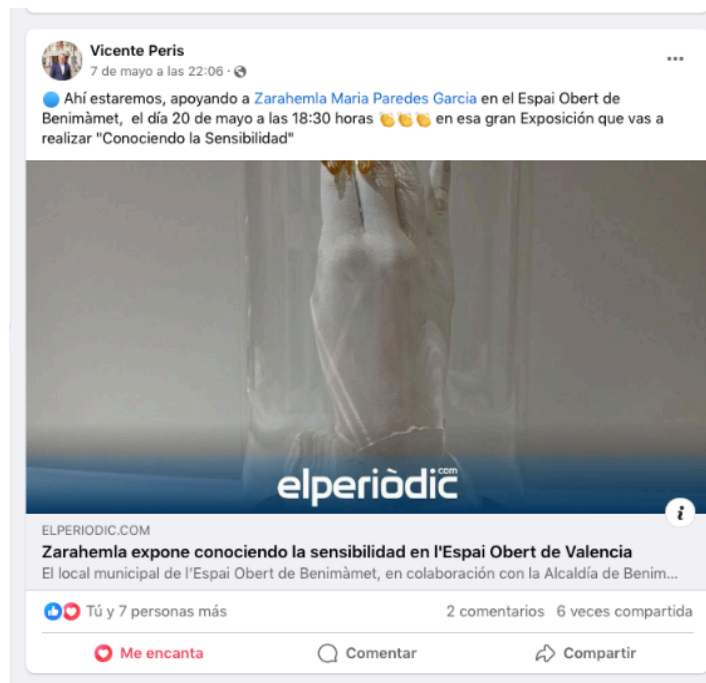 Vicente Peris
7 de mayo a las 22:06 ·
Ahí estaremos, apoyando a Zarahemla Maria Paredes Garcia en el Espai Obert de
Benimàmet, el día 20 de mayo a las 18:30 horas 👏👏👏 en esa gran Exposición que vas a
realizar "Conociendo la Sensibilidad"
elperiòdic.com
ELPERIODIC.COM
Zarahemla expone conociendo la sensibilidad en l'Espai Obert de Valencia
El local municipal de l'Espai Obert de Benimàmet, en colaboración con la Alcaldía de Benim...
Tú y 7 personas más 2 comentarios 6 veces compartida
Me encanta Comentar Compartir